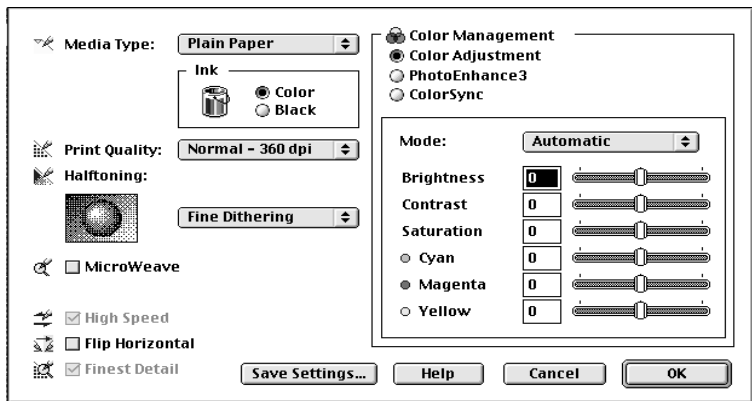 Media Type: Plain Paper
Ink
Color
Black
Print Quality: Normal - 360 dpi
Halftoning:
Fine Dithering
MicroWeave
High Speed
Flip Horizontal
Finest Detail
Color Management
Color Adjustment
PhotoEnhance3
ColorSync
Mode: Automatic
Brightness 0
Contrast 0
Saturation 0
Cyan 0
Magenta 0
Yellow 0
Save Settings... Help Cancel OK